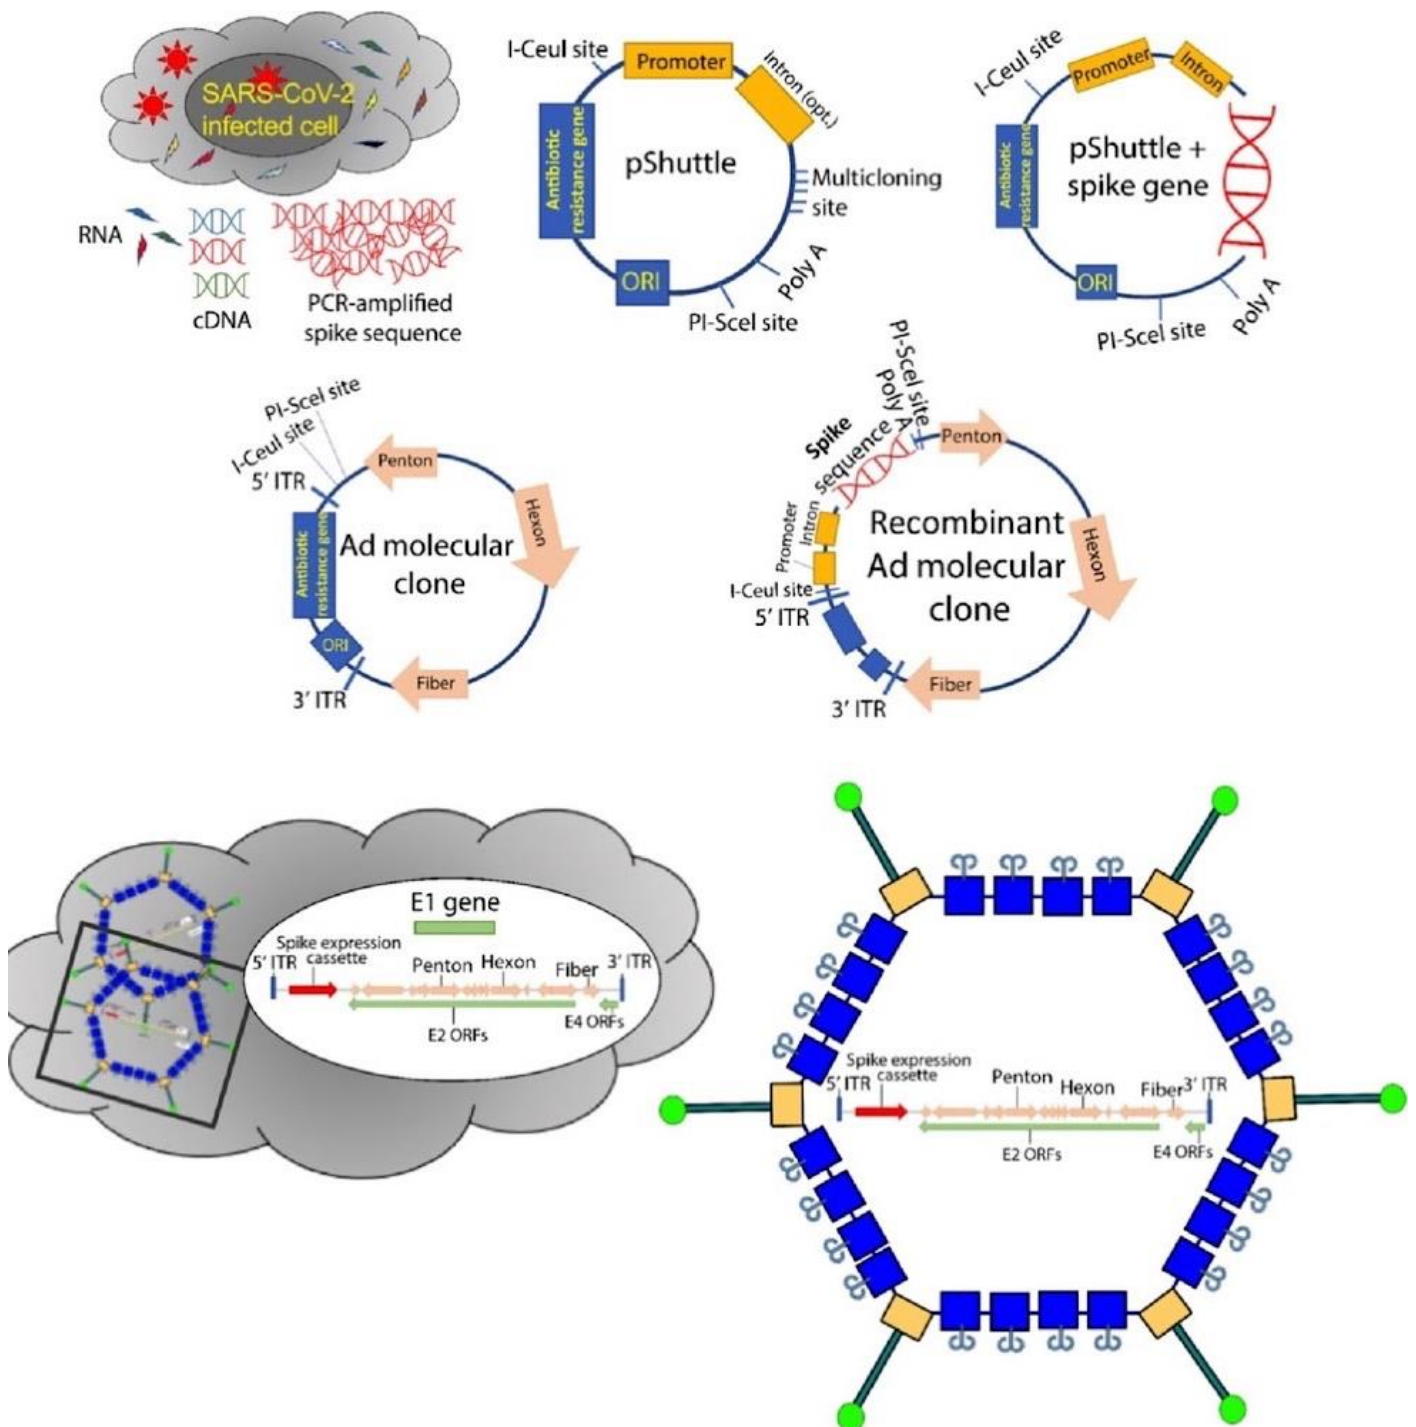 SARS-CoV-2
infected cell
RNA
cDNA
PCR-amplified
spike sequence
I-CeuI site
Promoter
Intron (opt.)
Antibiotic
resistance gene
pShuttle
Multicloning
site
ORI
Poly A
PI-SceI site
I-CeuI site
Promoter
Intron
Antibiotic
resistance gene
pShuttle +
spike gene
ORI
Poly A
PI-SceI site
PI-SceI site
I-CeuI site
5' ITR
Penton
Hexon
Antibiotic
resistance gene
Ad molecular
clone
ORI
Fiber
3' ITR
PI-SceI site
Poly A
Spike
sequence
Penton
Intron
Promoter
Recombinant
Ad molecular
clone
Hexon
I-CeuI site
5' ITR
Fiber
3' ITR
E1 gene
Spike expression
cassette
5' ITR
Penton
Hexon
Fiber
3' ITR
E2 ORFs
E4 ORFs
Spike expression
cassette
5' ITR
Penton
Hexon
Fiber
3' ITR
E2 ORFs
E4 ORFs